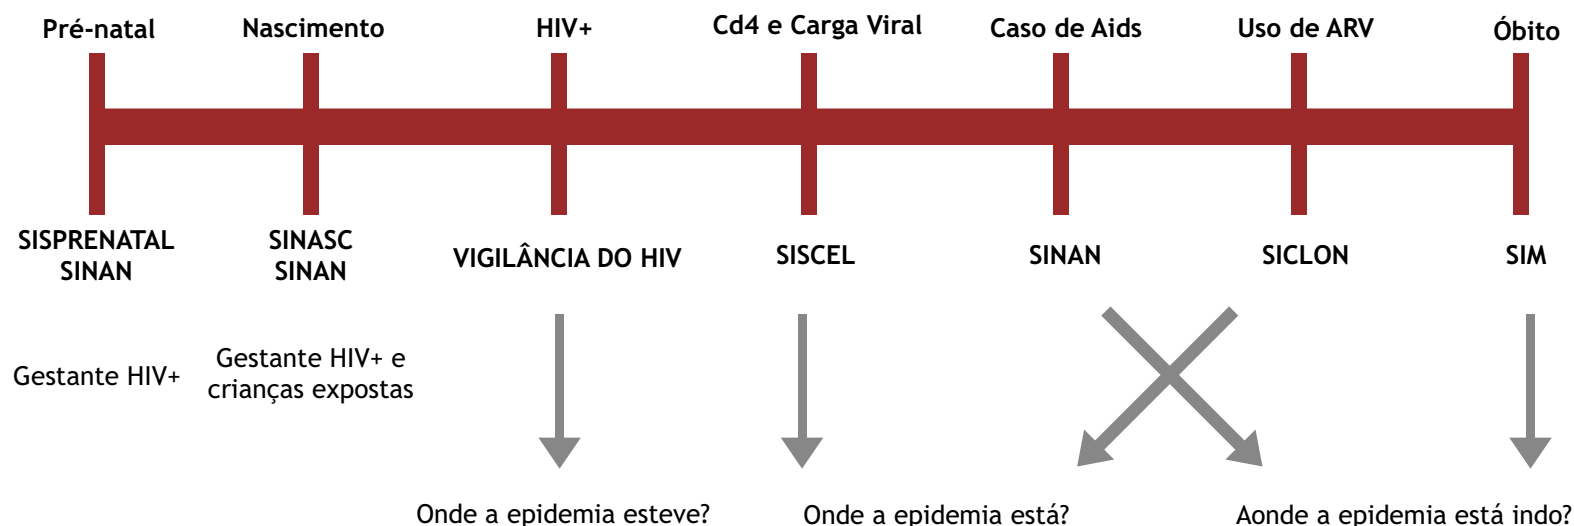 Pré-natal
Nascimento
HIV+
Cd4 e Carga Viral
Caso de Aids
Uso de ARV
Óbito
SISPRENATAL
SINAN
SINASC
SINAN
VIGILÂNCIA DO HIV
SISCEL
SINAN
SICLON
SIM
Gestante HIV+
Gestante HIV+ e
crianças expostas
Onde a epidemia esteve?
Onde a epidemia está?
Aonde a epidemia está indo?